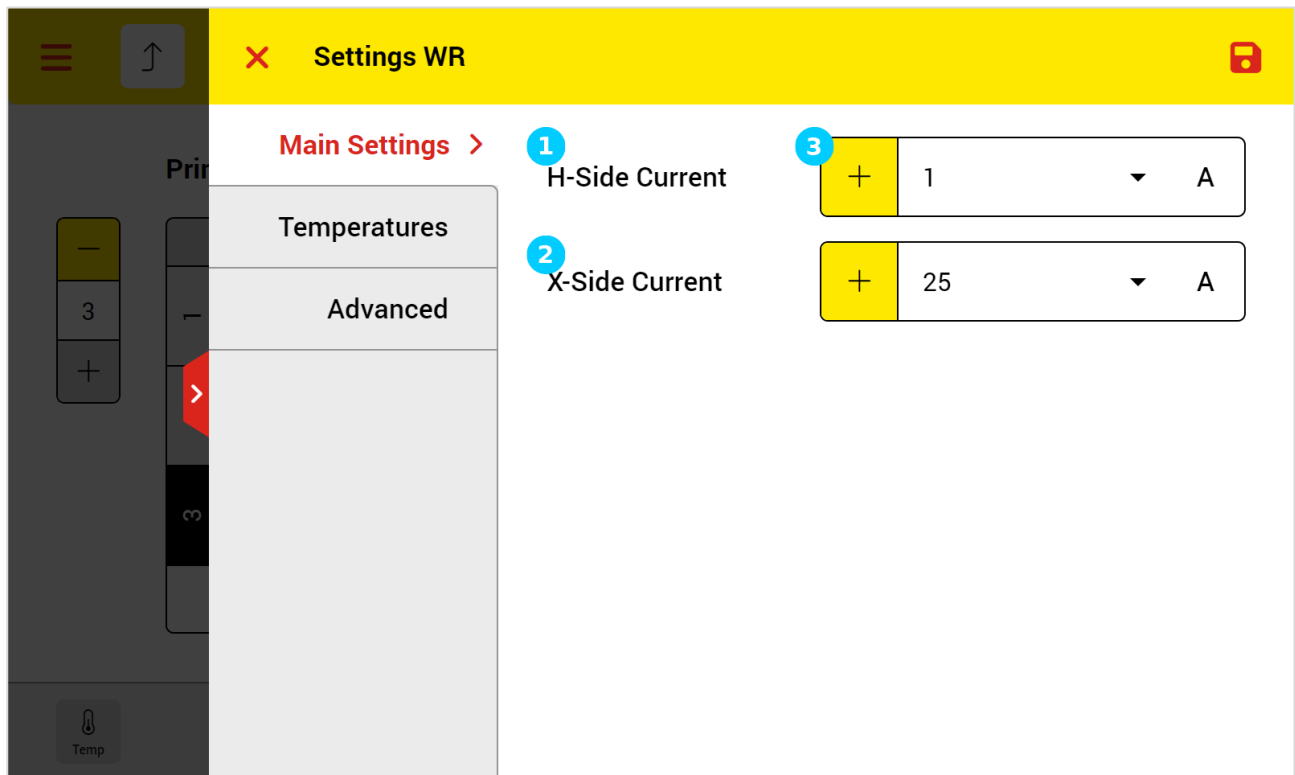 Settings WR
Main Settings
Temperatures
Advanced
1
H-Side Current
3
+
1
A
2
X-Side Current
+
25
A
Prir
—
3
+
1
3
Temp